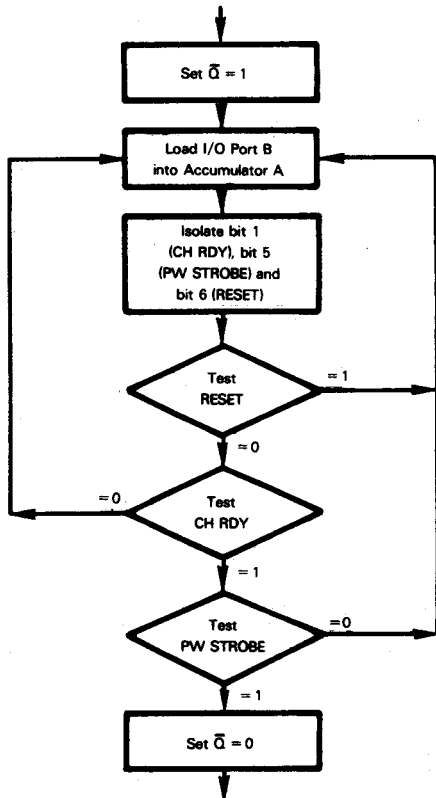 Set Q̅ = 1
Load I/O Port B
into Accumulator A
Isolate bit 1
(CH RDY), bit 5
(PW STROBE) and
bit 6 (RESET)
Test
RESET
= 1
= 0
= 0
Test
CH RDY
= 1
Test
PW STROBE
= 0
= 1
Set Q̅ = 0